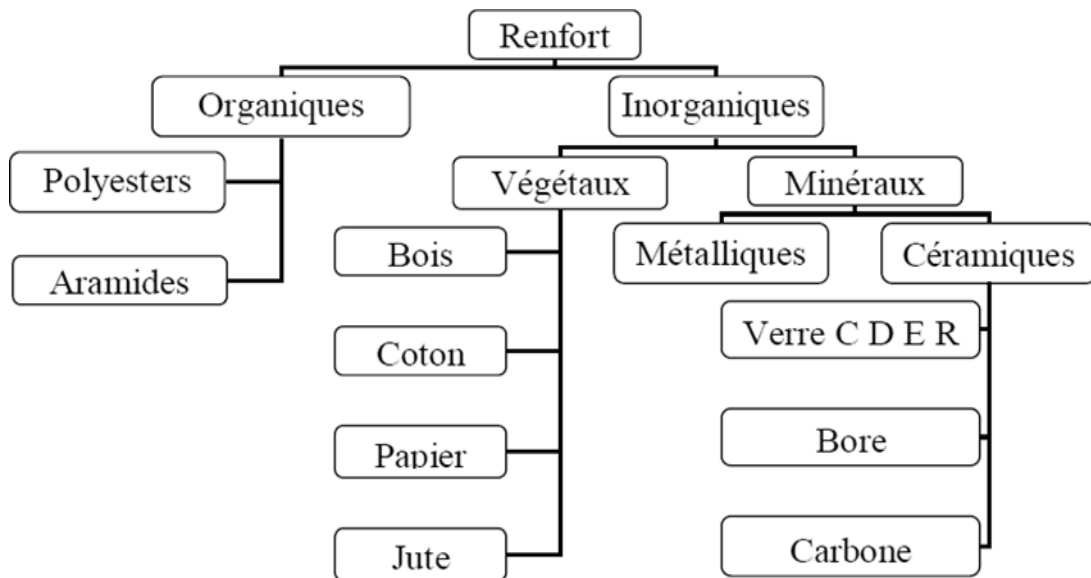 Renfort
Organiques
Inorganiques
Polyesters
Aramides
Végétaux
Minéraux
Bois
Coton
Papier
Jute
Métalliques
Céramiques
Verre C D E R
Bore
Carbone